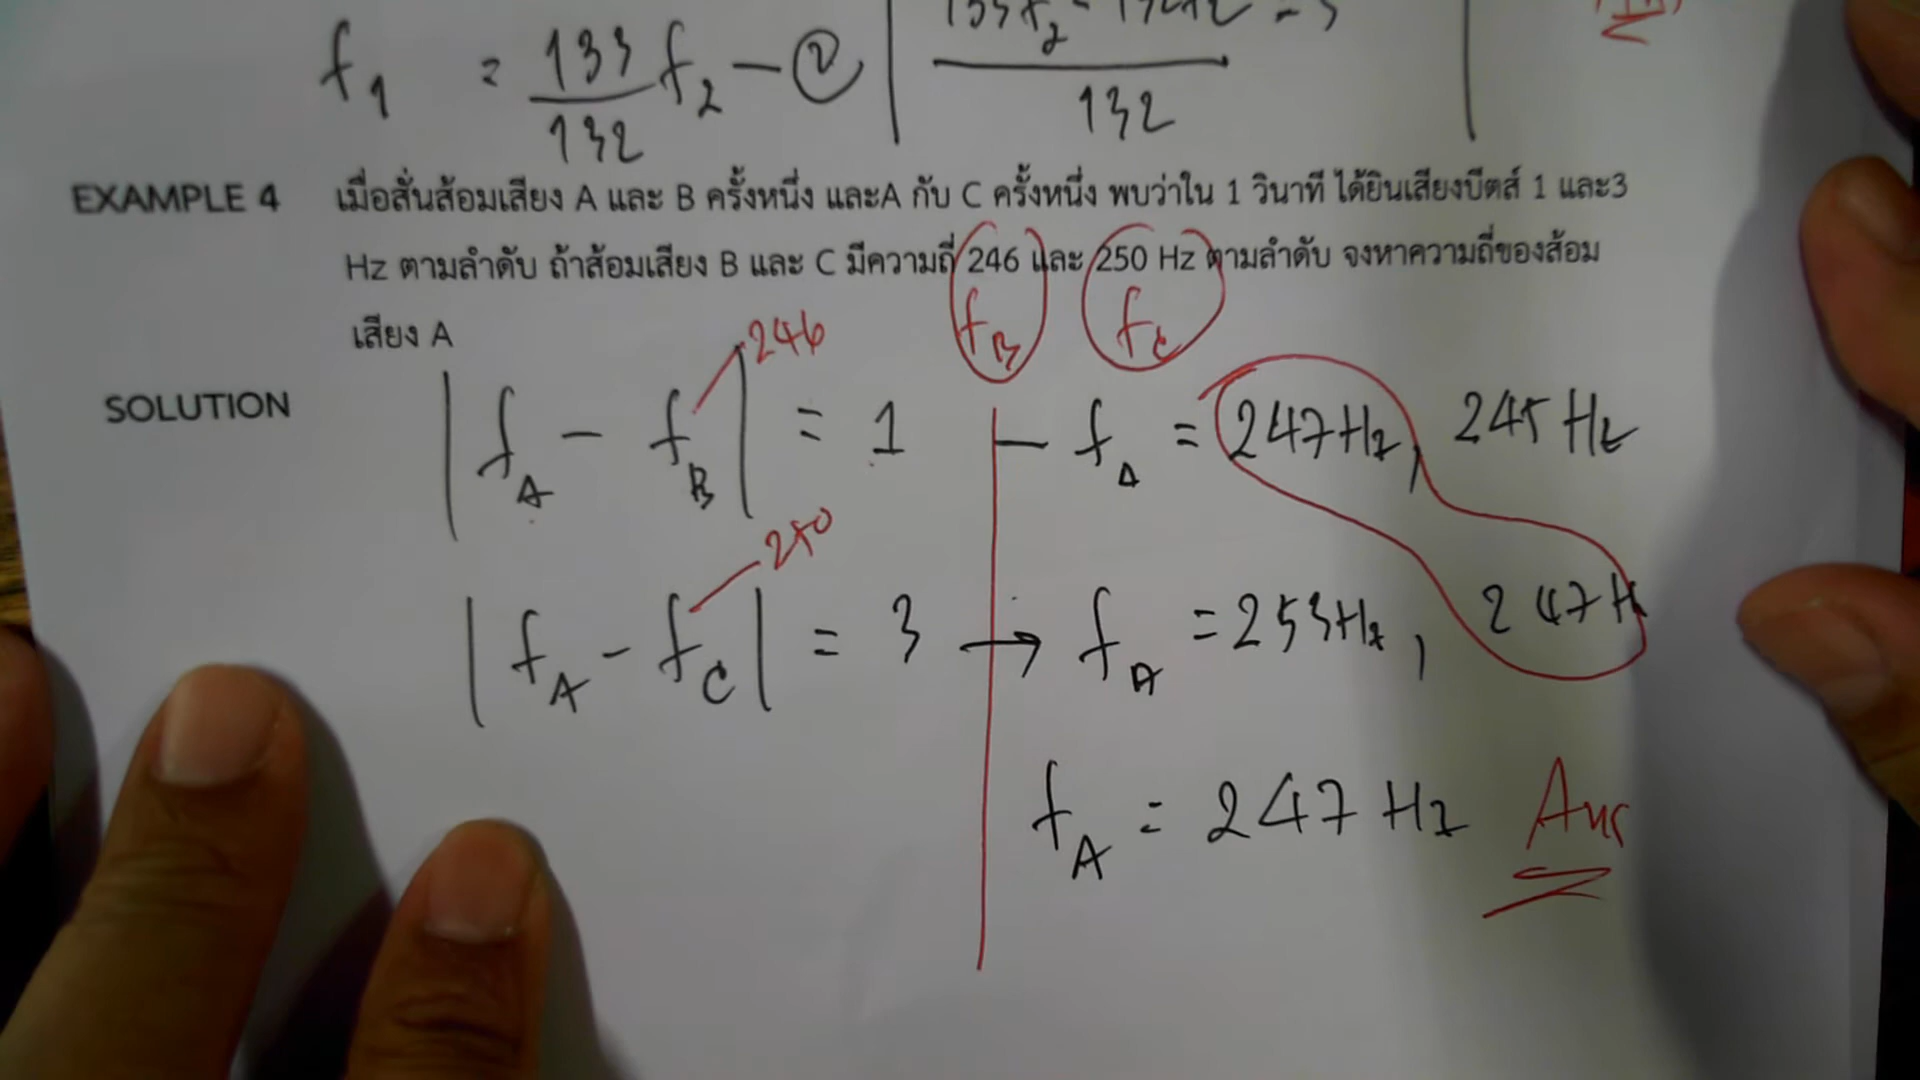 f₁ = 133/132 f₂ — ②
132
EXAMPLE 4 เมื่อสั่นส้อมเสียง A และ B ครั้งหนึ่ง และA กับ C ครั้งหนึ่ง พบว่าใน 1 วินาที ได้ยินเสียงบีตส์ 1 และ3
Hz ตามลำดับ ถ้าส้อมเสียง B และ C มีความถี่ 246 และ 250 Hz ตามลำดับ จงหาความถี่ของส้อม
เสียง A
f_B f_C
246
SOLUTION |f_A - f_B| = 1 — f_A = 247Hz, 245 Hz
250
|f_A - f_C| = 3 → f_A = 253Hz, 247H
f_A = 247 Hz Ans